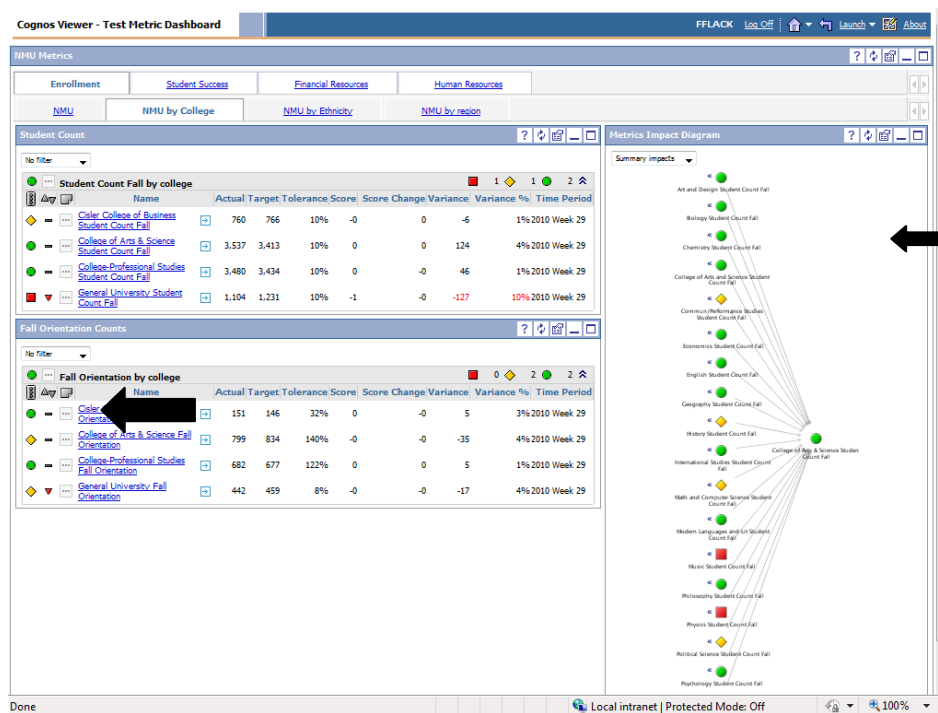 Cognos Viewer - Test Metric Dashboard
FFLACK Log Off Launch About
NMU Metrics
Enrollment Student Success Financial Resources Human Resources
NMU NMU by College NMU by Ethnicity NMU by region
Student Count
No filter
Student Count Fall by college 1 1 2
Name Actual Target Tolerance Score Score Change Variance Variance % Time Period
Cisler College of Business
Student Count Fall
760 766 10% -0 0 -6 1% 2010 Week 29
College of Arts & Science
Student Count Fall
3,537 3,413 10% 0 0 124 4% 2010 Week 29
College-Professional Studies
Student Count Fall
3,480 3,434 10% 0 -0 46 1% 2010 Week 29
General University Student
Count Fall
1,104 1,231 10% -1 -0 -127 10% 2010 Week 29
Fall Orientation Counts
No filter
Fall Orientation by college 0 2 2
Name Actual Target Tolerance Score Score Change Variance Variance % Time Period
Cisler
151 146 32% 0 -0 5 3% 2010 Week 29
College of Arts & Science Fall
Orientation
799 834 140% -0 -0 -35 4% 2010 Week 29
College-Professional Studies
Fall Orientation
682 677 122% 0 -0 5 1% 2010 Week 29
General University Fall
Orientation
442 459 8% -0 -0 -17 4% 2010 Week 29
Metrics Impact Diagram
Summary impacts
Art and Design Student Count Fall
Biology Student Count Fall
Chemistry Student Count Fall
College of Arts and Science Student
Count Fall
Commun/Performance Studies
Student Count Fall
Economics Student Count Fall
English Student Count Fall
Geography Student Count Fall
History Student Count Fall
College of Arts & Science Studen
Count Fall
International Studies Student Count
Fall
Math and Computer Science Student
Count Fall
Modern Languages and Lit Student
Count Fall
Music Student Count Fall
Philosophy Student Count Fall
Physics Student Count Fall
Political Science Student Count Fall
Psychology Student Count Fall
Done Local intranet | Protected Mode: Off 100%